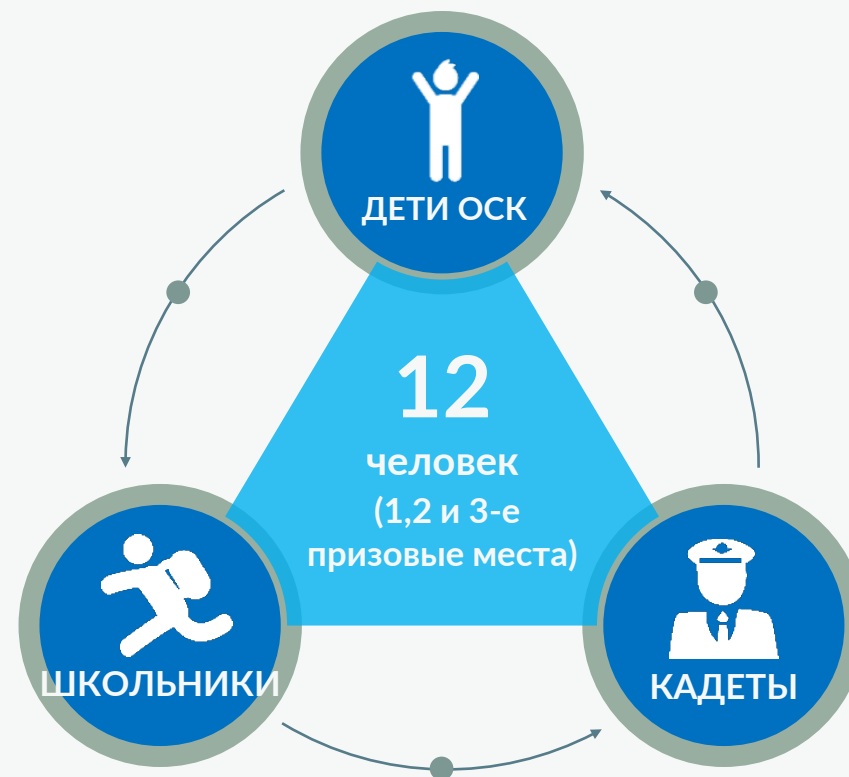 ДЕТИ ОСК
12
человек
(1,2 и 3-е
призовые места)
ШКОЛЬНИКИ
КАДЕТЫ